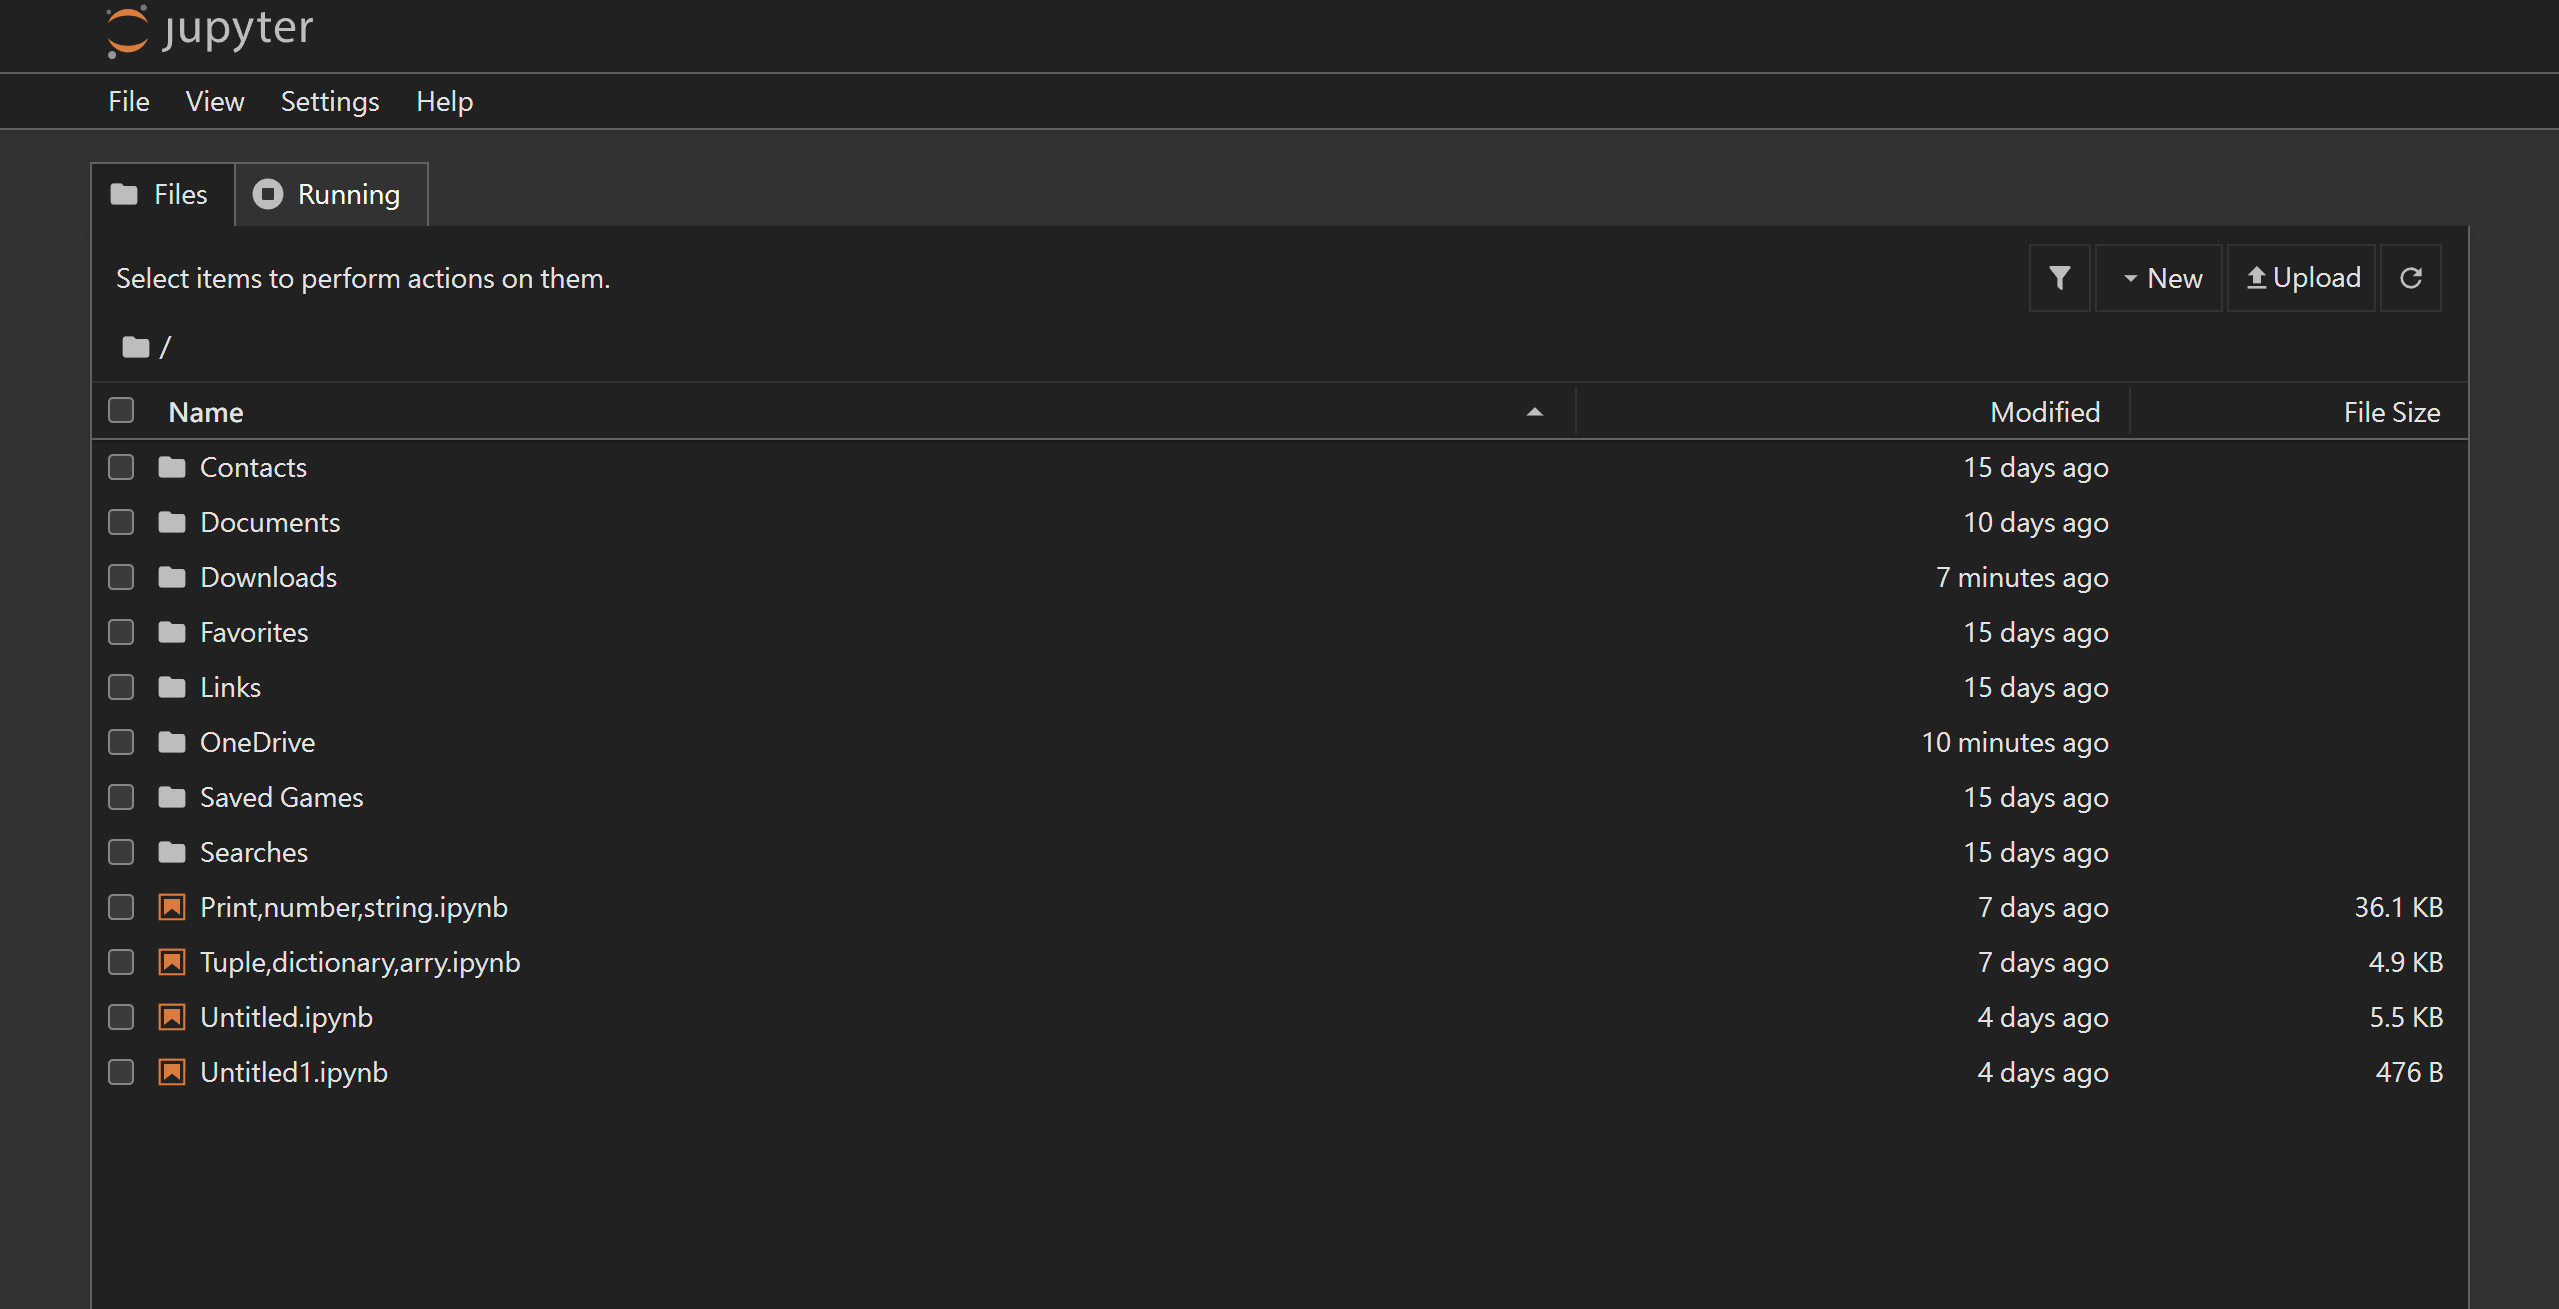 jupyter
File View Settings Help
Files Running
Select items to perform actions on them.
New Upload
/
Name Modified File Size
Contacts 15 days ago
Documents 10 days ago
Downloads 7 minutes ago
Favorites 15 days ago
Links 15 days ago
OneDrive 10 minutes ago
Saved Games 15 days ago
Searches 15 days ago
Print,number,string.ipynb 7 days ago 36.1 KB
Tuple,dictionary,arry.ipynb 7 days ago 4.9 KB
Untitled.ipynb 4 days ago 5.5 KB
Untitled1.ipynb 4 days ago 476 B